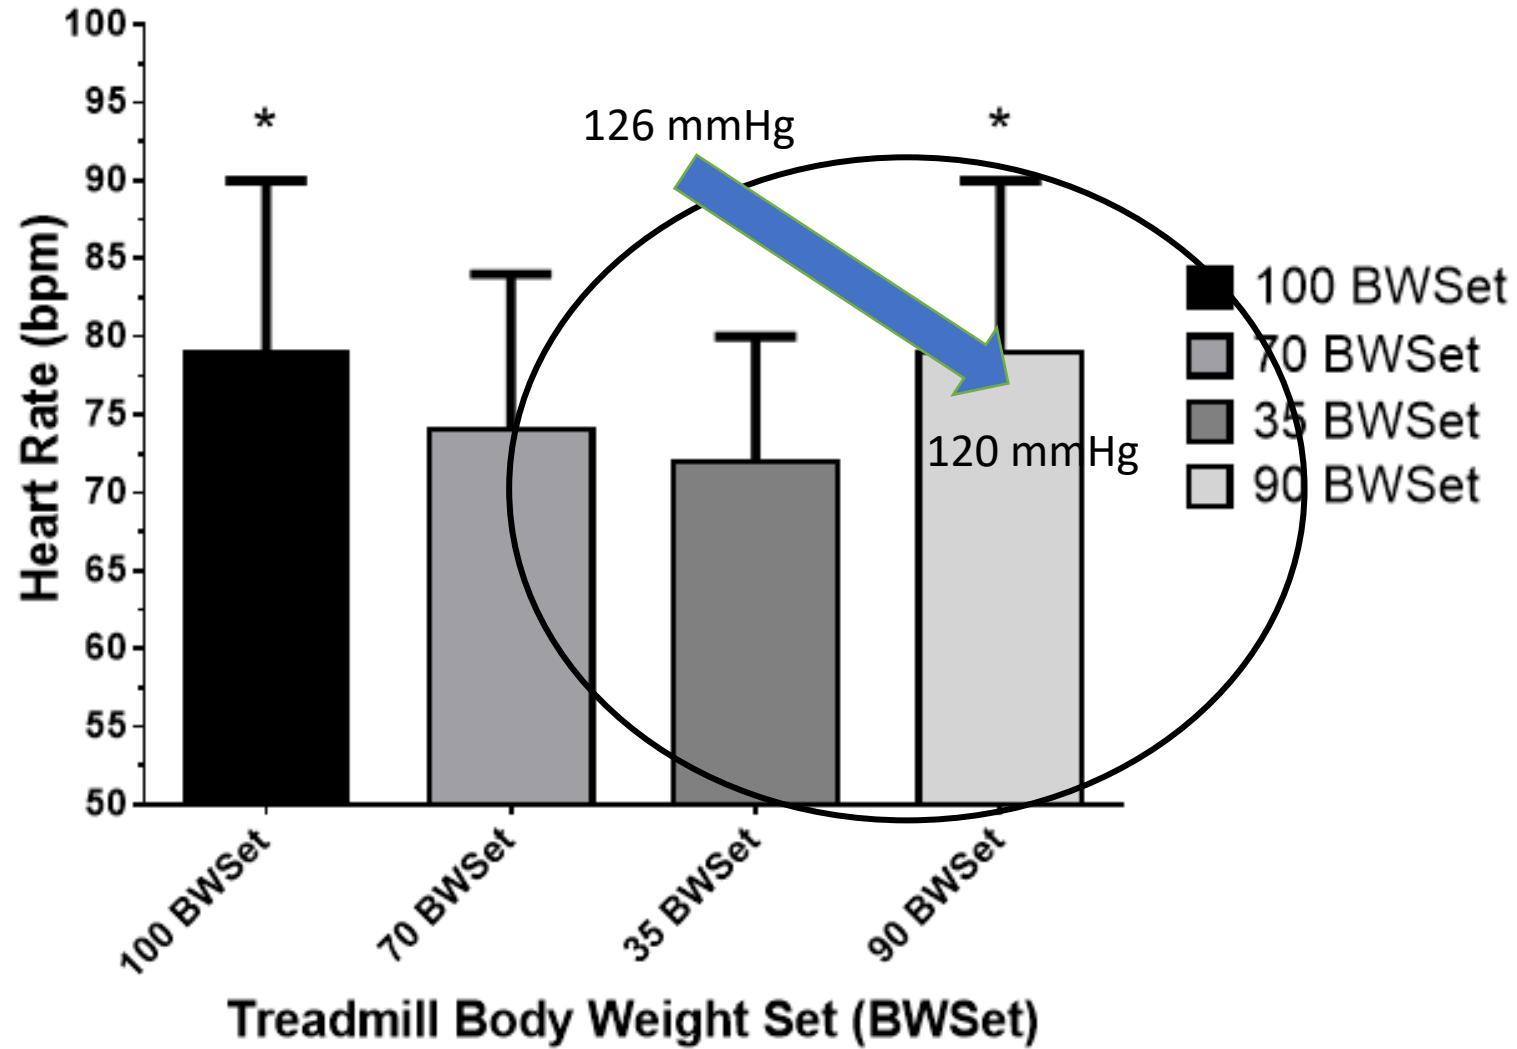 100
95
90
85
80
75
70
65
60
55
50
Heart Rate (bpm)
*
*
126 mmHg
120 mmHg
100 BWSet
70 BWSet
35 BWSet
90 BWSet
100 BWSet
70 BWSet
35 BWSet
90 BWSet
Treadmill Body Weight Set (BWSet)